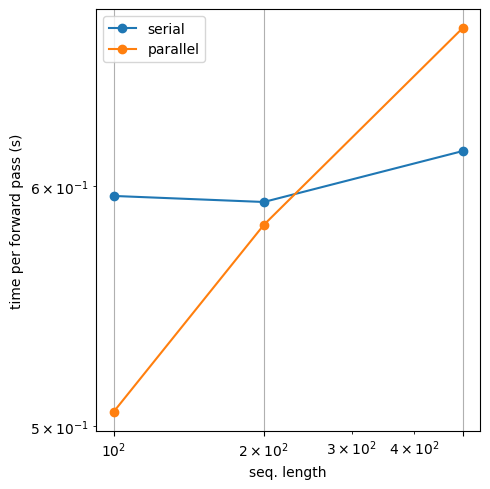 serial
parallel
time per forward pass (s)
6 × 10⁻¹
5 × 10⁻¹
10² 2 × 10² 3 × 10² 4 × 10²
seq. length